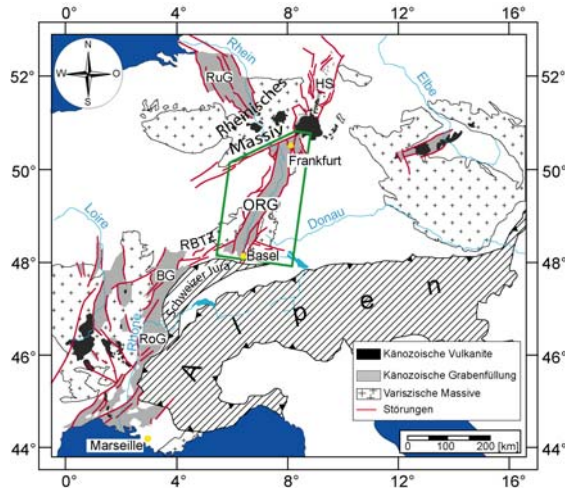 0° 4° 8° 12° 16°
N
W O
S
Rhein
RuG
HS
Elbe
52°
52°
Rheinisches
Massiv
50°
50°
Frankfurt
ORG
Loire
Donau
RBTZ
Basel
48°
48°
BG
Schweizer Jura
Alpen
Rhône
RoG
46°
46°
Känozoische Vulkanite
Känozoische Grabenfüllung
Variszische Massive
Störungen
44°
44°
Marseille
0 100 200 [km]
0° 4° 8° 12° 16°